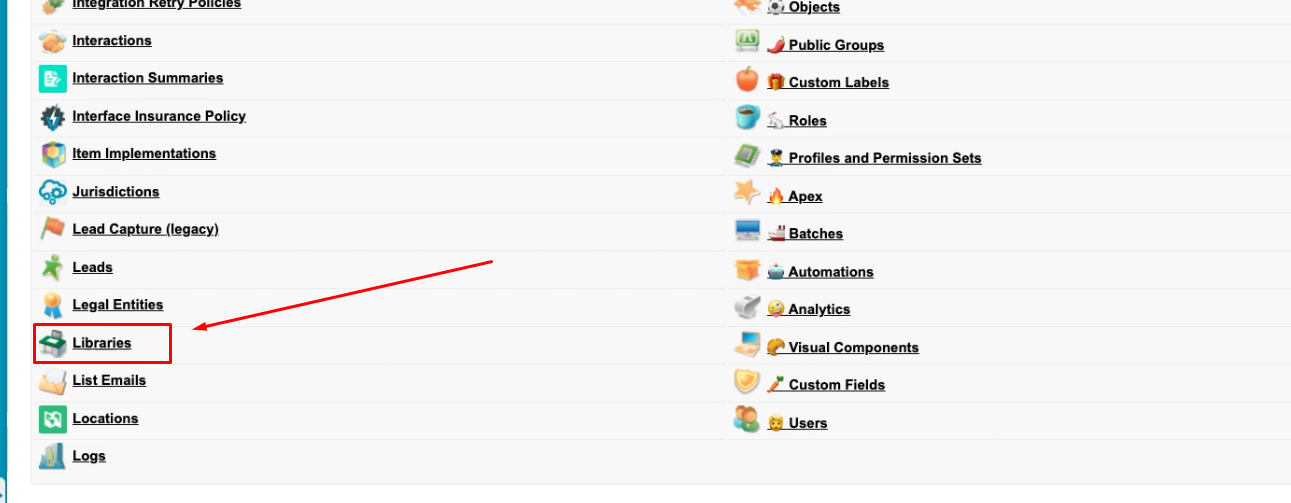 Integration Retry Policies
Interactions
Interaction Summaries
Interface Insurance Policy
Item Implementations
Jurisdictions
Lead Capture (legacy)
Leads
Legal Entities
Libraries
List Emails
Locations
Logs
Objects
Public Groups
Custom Labels
Roles
Profiles and Permission Sets
Apex
Batches
Automations
Analytics
Visual Components
Custom Fields
Users